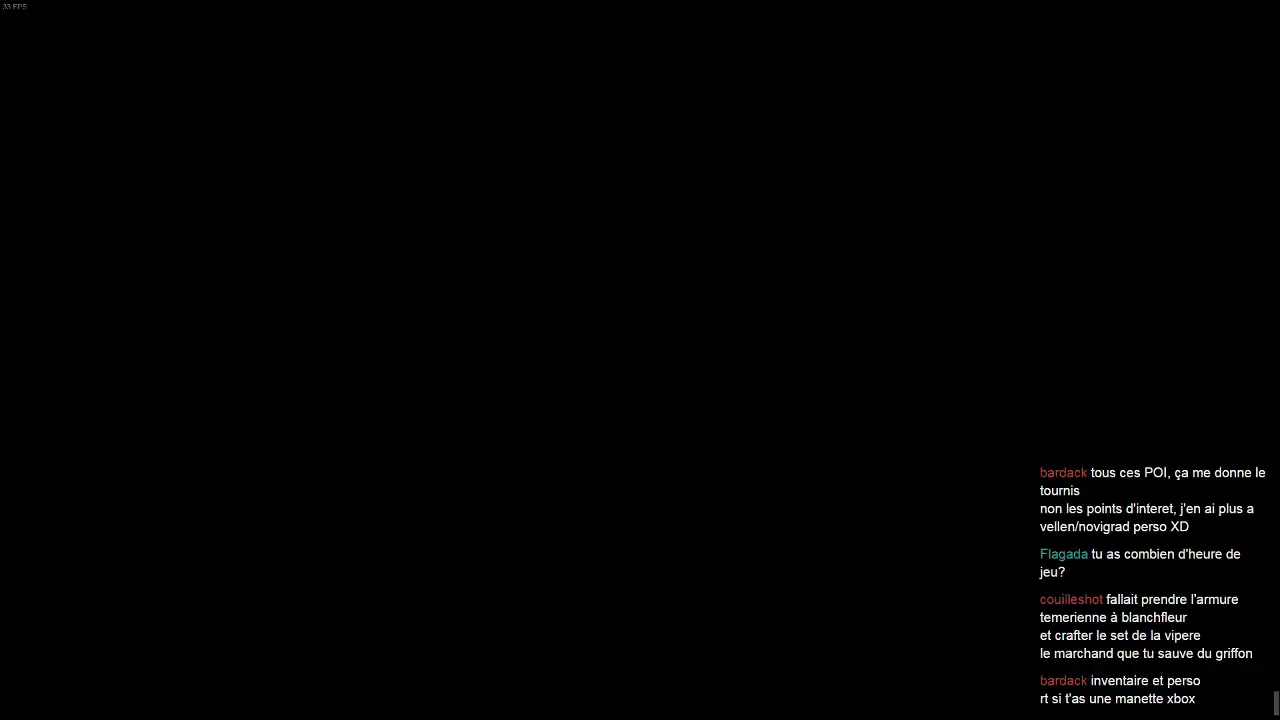 33 FPS
bardack tous ces POI, ça me donne le
tournis
non les points d'interet, j'en ai plus a
vellen/novigrad perso XD
Flagada tu as combien d'heure de
jeu?
couilleshot fallait prendre l'armure
temerienne à blanchfleur
et crafter le set de la vipere
le marchand que tu sauve du griffon
bardack inventaire et perso
rt si t'as une manette xbox